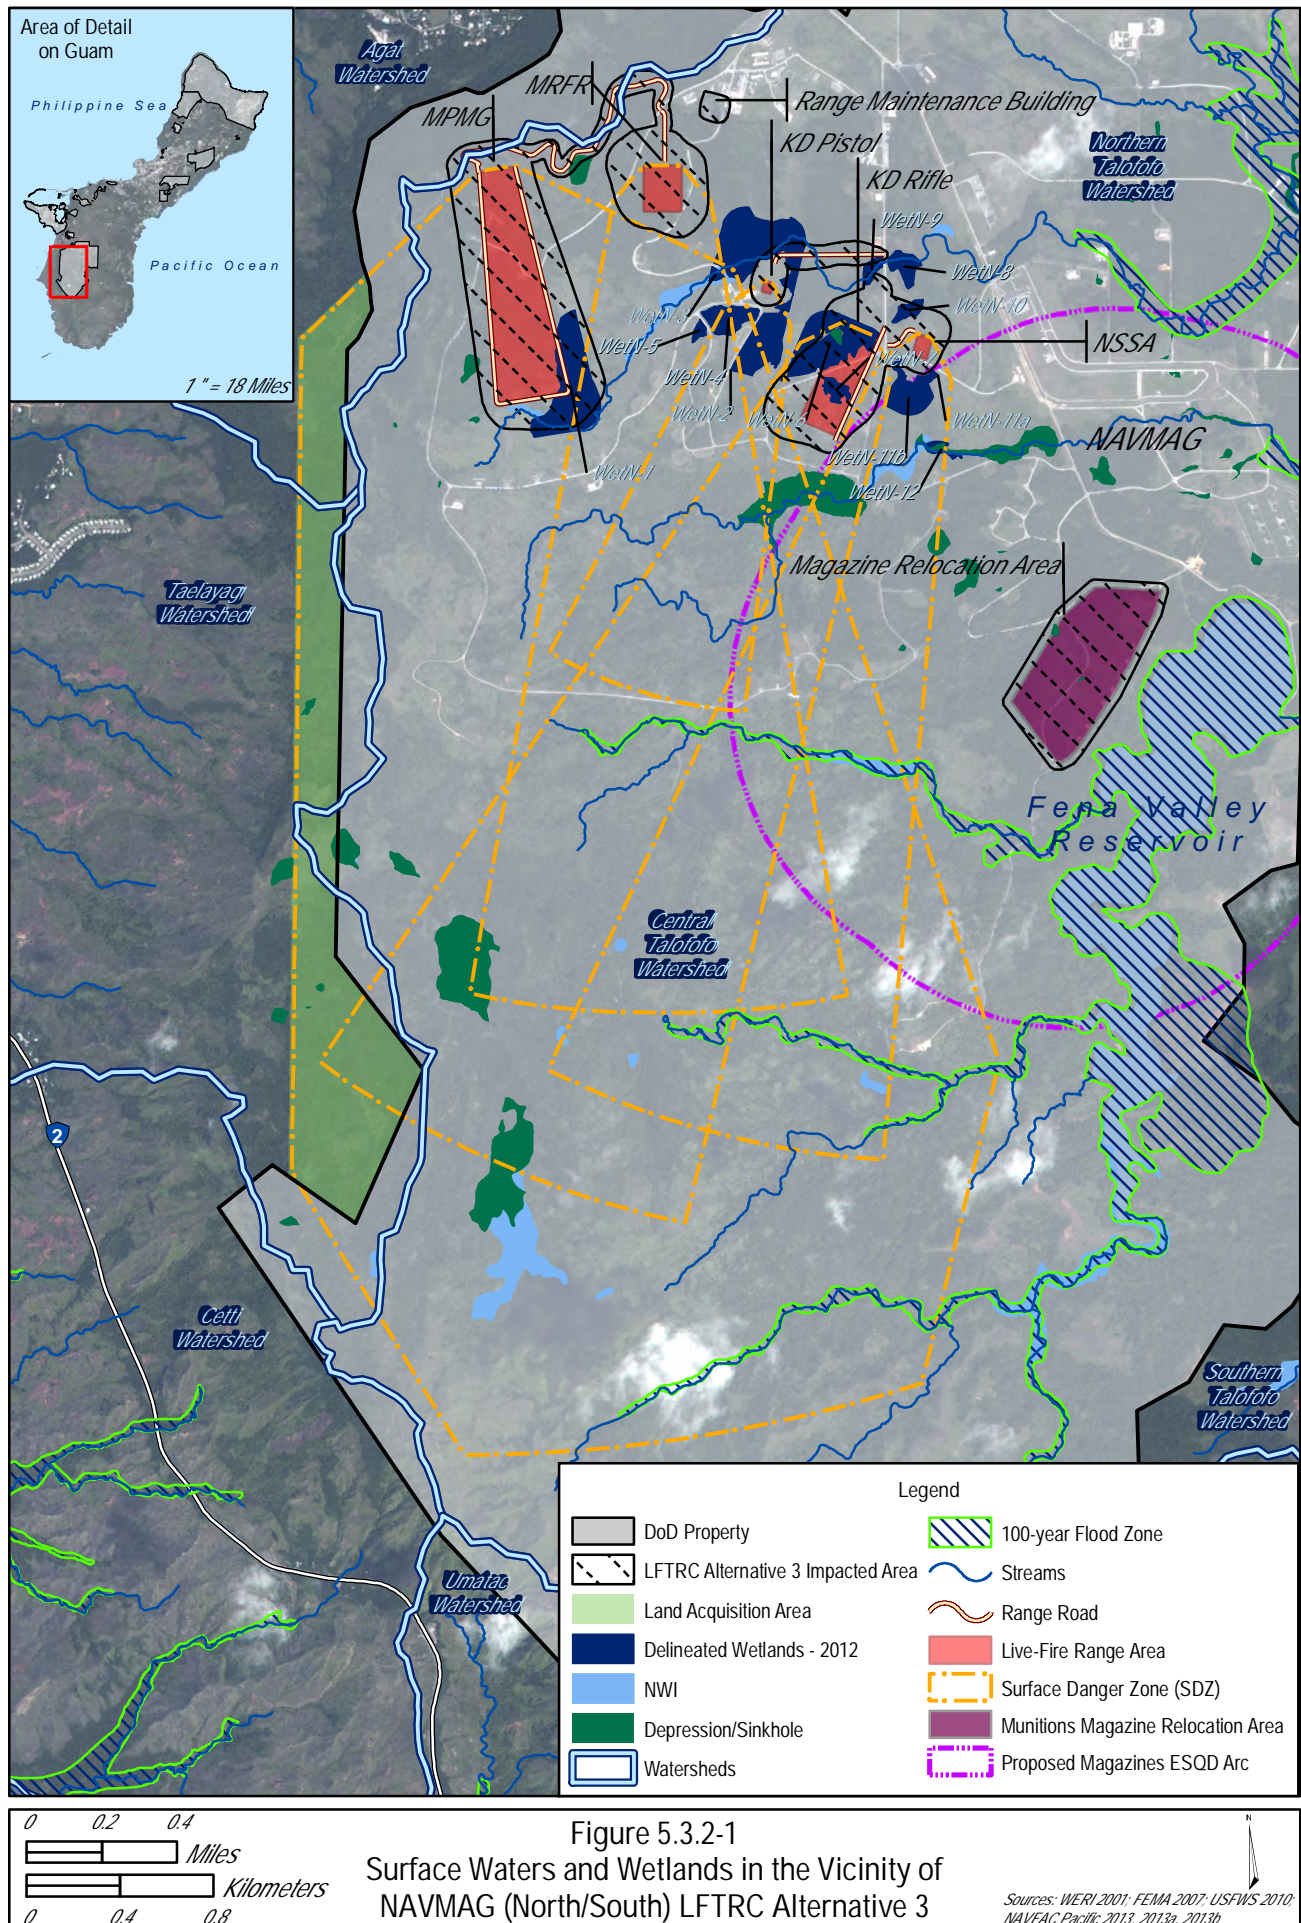 Area of Detail
on Guam
Philippine Sea
Pacific Ocean
1 " = 18 Miles
Agat
Watershed
MRFR
MPMG
Range Maintenance Building
KD Pistol
KD Rifle
Northern
Talofofo
Watershed
WetN-9
WetN-8
WetN-10
WetN-3
WetN-5
NSSA
WetN-4
WetN-2
WetN-6
WetN-11a
WetN-1
WetN-11b
NAVMAG
WetN-12
Magazine Relocation Area
Taelayag
Watershed
Fena Valley
Reservoir
Central
Talofofo
Watershed
2
Cetti
Watershed
Southern
Talofofo
Watershed
Umatac
Watershed
Legend
DoD Property
LFTRC Alternative 3 Impacted Area
Land Acquisition Area
Delineated Wetlands - 2012
NWI
Depression/Sinkhole
Watersheds
100-year Flood Zone
Streams
Range Road
Live-Fire Range Area
Surface Danger Zone (SDZ)
Munitions Magazine Relocation Area
Proposed Magazines ESQD Arc
0 0.2 0.4
Miles
Kilometers
0 0.4 0.8
Figure 5.3.2-1
Surface Waters and Wetlands in the Vicinity of
NAVMAG (North/South) LFTRC Alternative 3
N
Sources: WERI 2001; FEMA 2007; USFWS 2010;
NAVFAC Pacific 2013, 2013a, 2013b